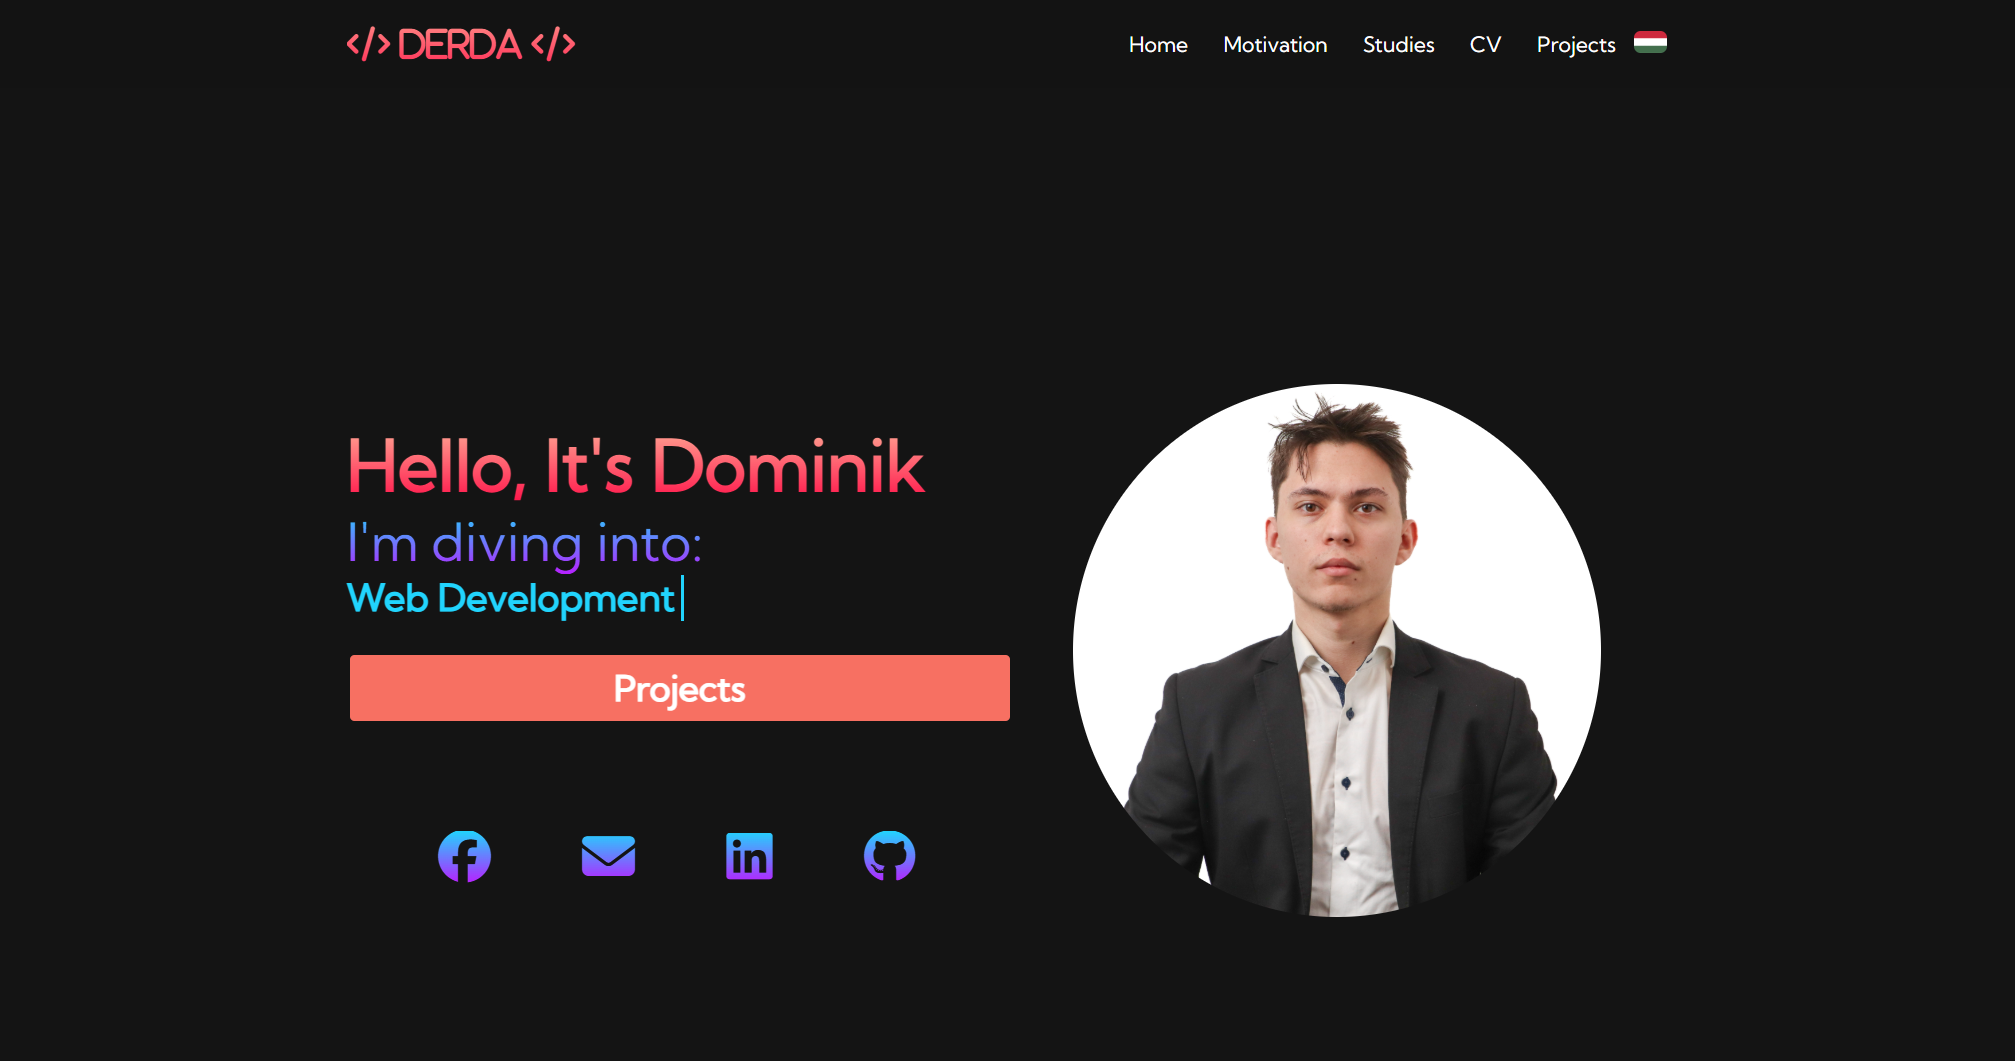 </> DERDA </>
Home Motivation Studies CV Projects
Hello, It's Dominik
I'm diving into:
Web Development
Projects